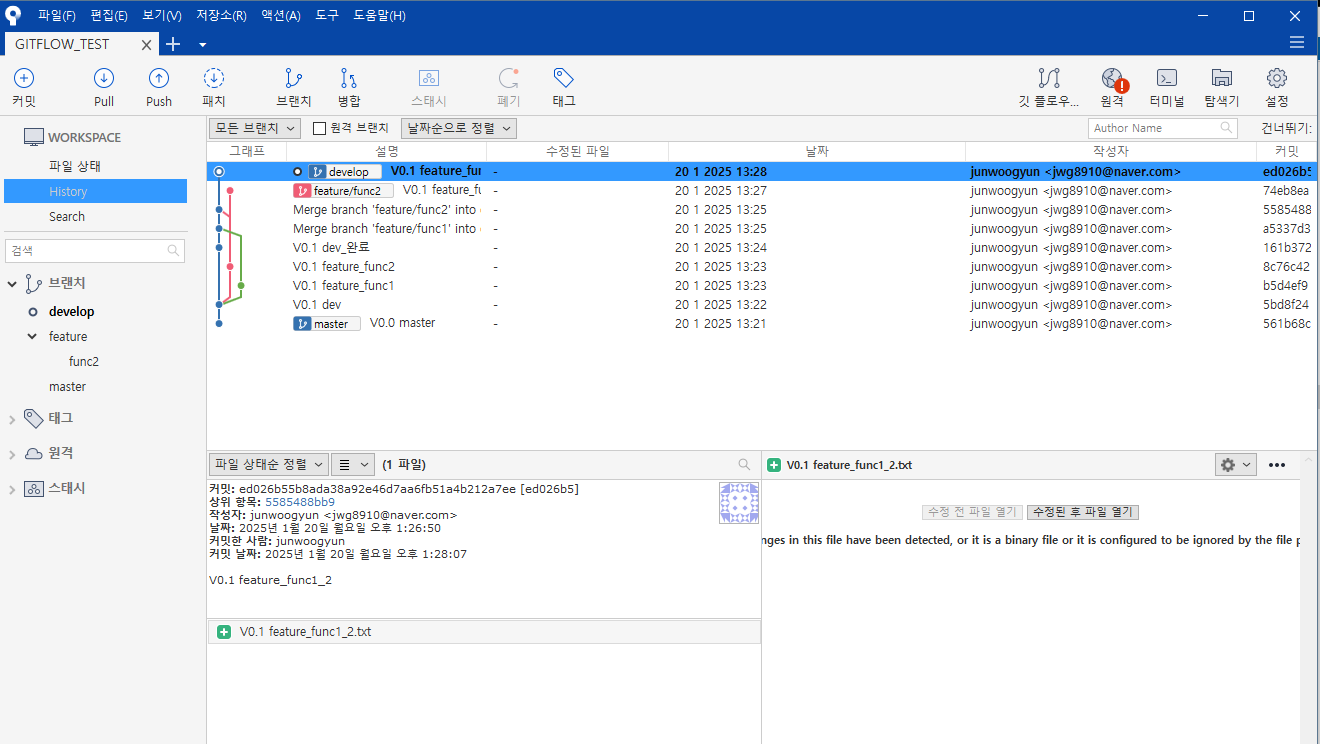 파일(F) 편집(E) 보기(V) 저장소(R) 액션(A) 도구 도움말(H)
GITFLOW_TEST
커밋 Pull Push 패치 브랜치 병합 스태시 폐기 태그 깃 플로우... 원격 터미널 탐색기 설정
WORKSPACE
파일 상태
History
Search
검색
브랜치
develop
feature
func2
master
태그
원격
스태시
모든 브랜치 원격 브랜치 날짜순으로 정렬 Author Name 건너뛰기:
그래프 설명 수정된 파일 날짜 작성자 커밋
develop V0.1 feature_fun - 20 1 2025 13:28 junwoogyun <jwg8910@naver.com> ed026b5
feature/func2 V0.1 feature_fu - 20 1 2025 13:27 junwoogyun <jwg8910@naver.com> 74eb8ea
Merge branch 'feature/func2' into - 20 1 2025 13:25 junwoogyun <jwg8910@naver.com> 5585488
Merge branch 'feature/func1' into - 20 1 2025 13:25 junwoogyun <jwg8910@naver.com> a5337d3
V0.1 dev_완료 - 20 1 2025 13:24 junwoogyun <jwg8910@naver.com> 161b372
V0.1 feature_func2 - 20 1 2025 13:23 junwoogyun <jwg8910@naver.com> 8c76c42
V0.1 feature_func1 - 20 1 2025 13:23 junwoogyun <jwg8910@naver.com> b5d4ef9
V0.1 dev - 20 1 2025 13:22 junwoogyun <jwg8910@naver.com> 5bd8f24
master V0.0 master - 20 1 2025 13:21 junwoogyun <jwg8910@naver.com> 561b68c
파일 상태순 정렬 (1 파일)
커밋: ed026b55b8ada38a92e46d7aa6fb51a4b212a7ee [ed026b5]
상위 항목: 5585488bb9
작성자: junwoogyun <jwg8910@naver.com>
날짜: 2025년 1월 20일 월요일 오후 1:26:50
커밋한 사람: junwoogyun
커밋 날짜: 2025년 1월 20일 월요일 오후 1:28:07
V0.1 feature_func1_2
V0.1 feature_func1_2.txt
V0.1 feature_func1_2.txt
수정 전 파일 열기 수정된 후 파일 열기
nges in this file have been detected, or it is a binary file or it is configured to be ignored by the file p